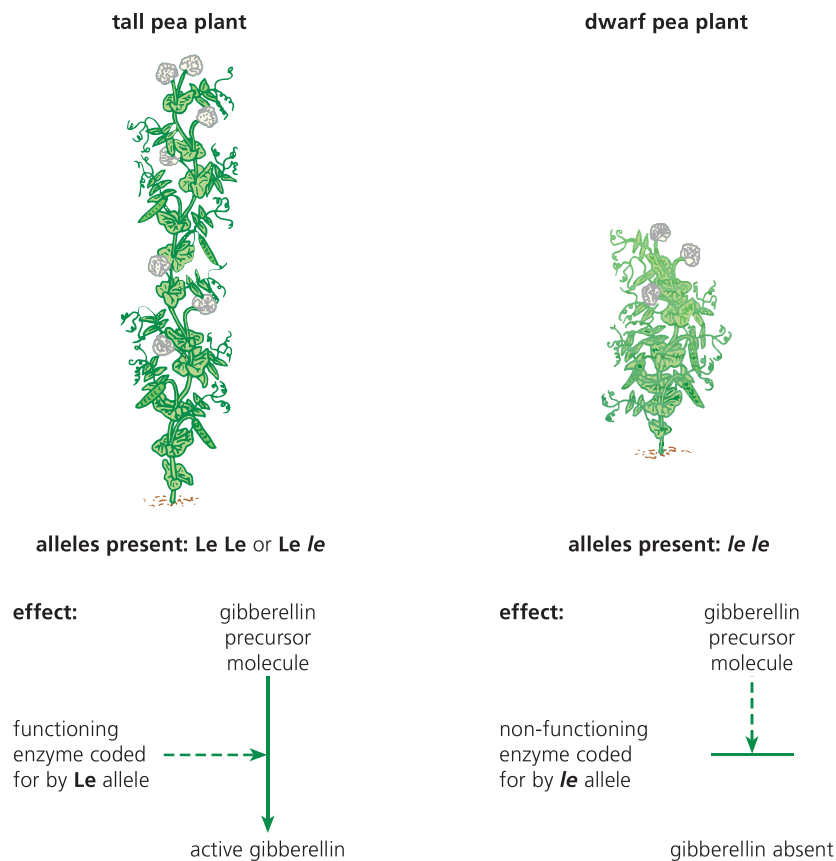 tall pea plant
dwarf pea plant
alleles present: Le Le or Le le
alleles present: le le
effect:
gibberellin
precursor
molecule
functioning
enzyme coded
for by Le allele
active gibberellin
effect:
gibberellin
precursor
molecule
non-functioning
enzyme coded
for by le allele
gibberellin absent